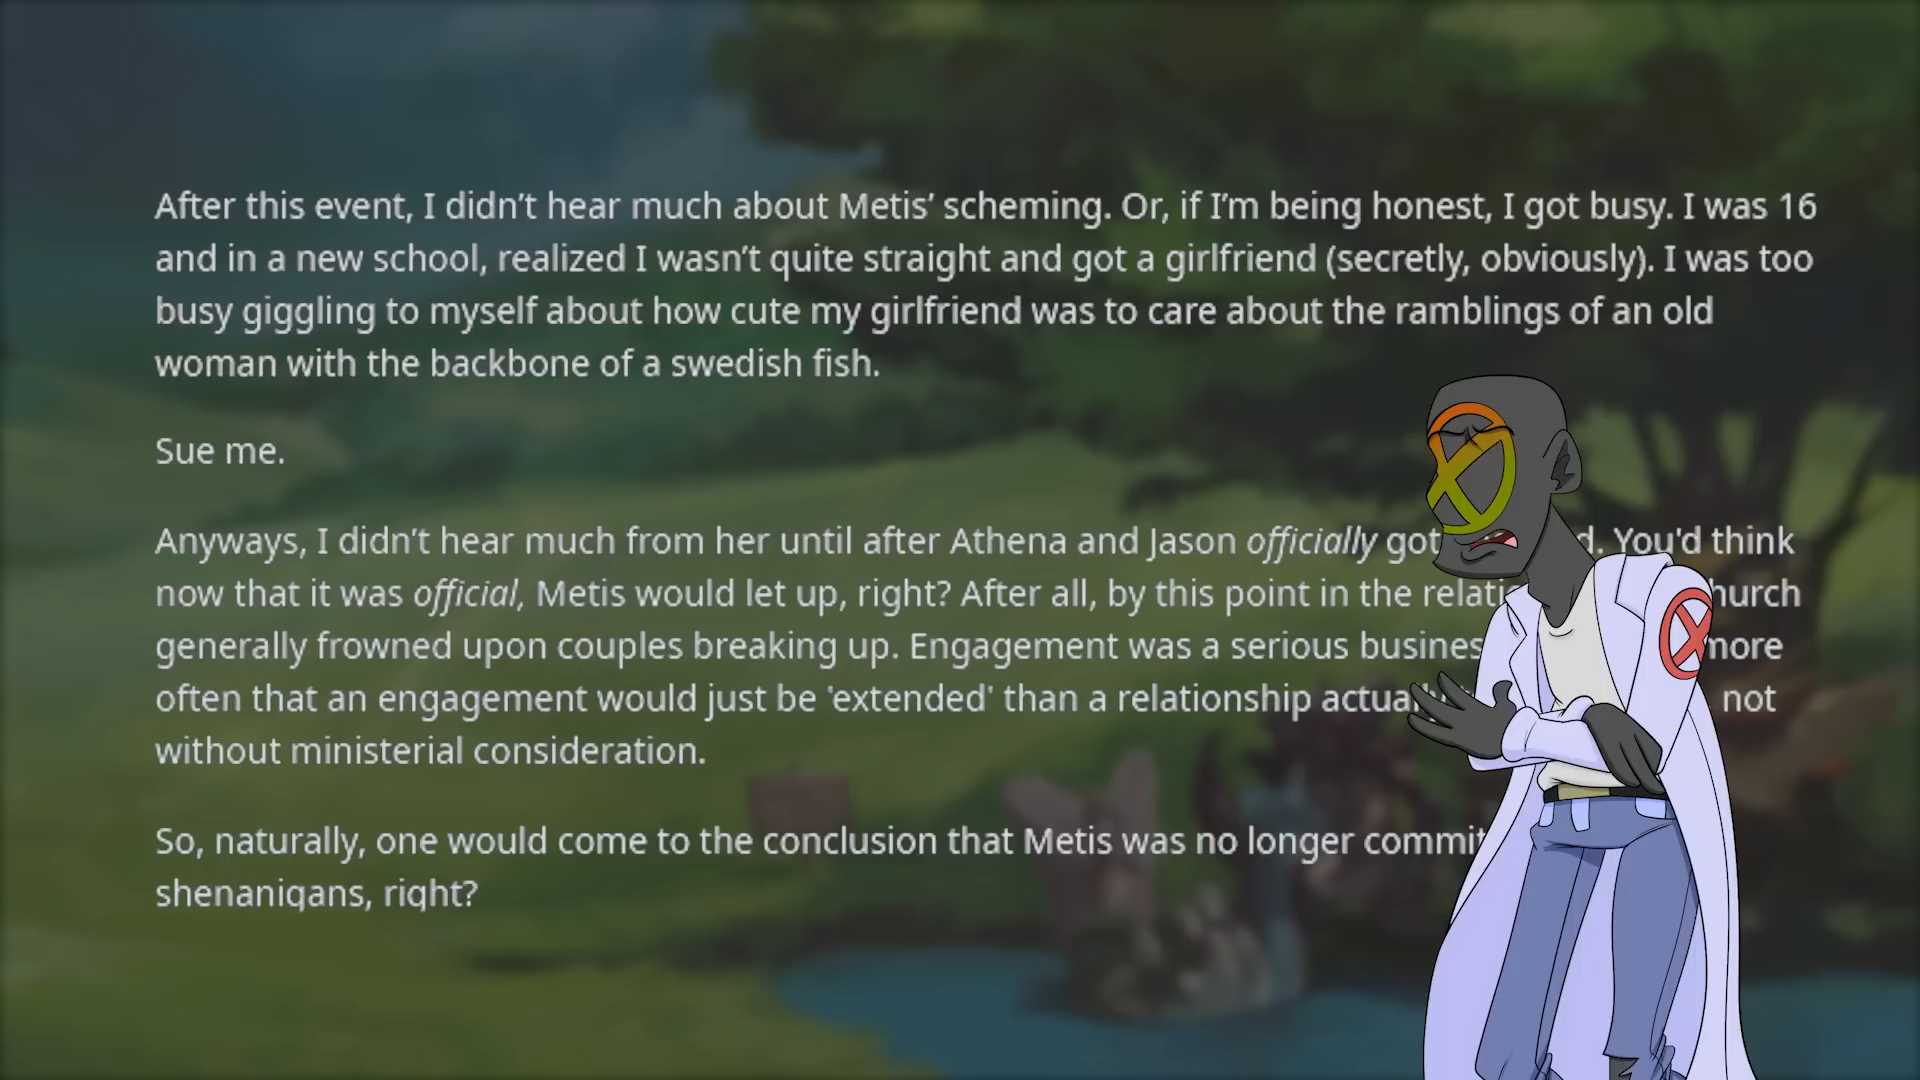 After this event, I didn't hear much about Metis' scheming. Or, if I'm being honest, I got busy. I was 16
and in a new school, realized I wasn't quite straight and got a girlfriend (secretly, obviously). I was too
busy giggling to myself about how cute my girlfriend was to care about the ramblings of an old
woman with the backbone of a swedish fish.
Sue me.
Anyways, I didn't hear much from her until after Athena and Jason officially got You'd think
now that it was official, Metis would let up, right? After all, by this point in the
generally frowned upon couples breaking up. Engagement was a serious more
often that an engagement would just be 'extended' than a relationship not
without ministerial consideration.
So, naturally, one would come to the conclusion that Metis was no longer
shenanigans, right?